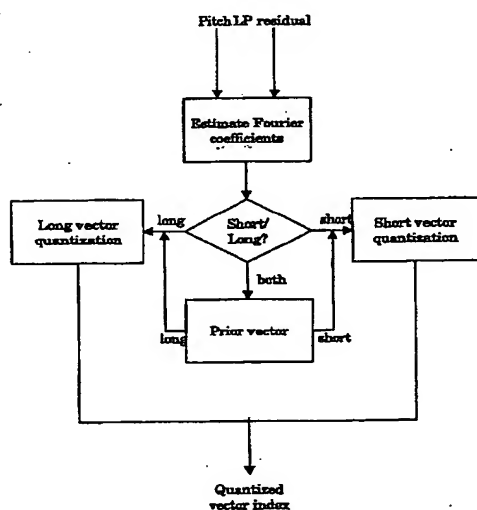 Pitch LP residual
Estimate Fourier
coefficients
Long vector
quantization
long
Short/
Long?
short
Short vector
quantization
both
Prior vector
long
short
Quantized
vector index